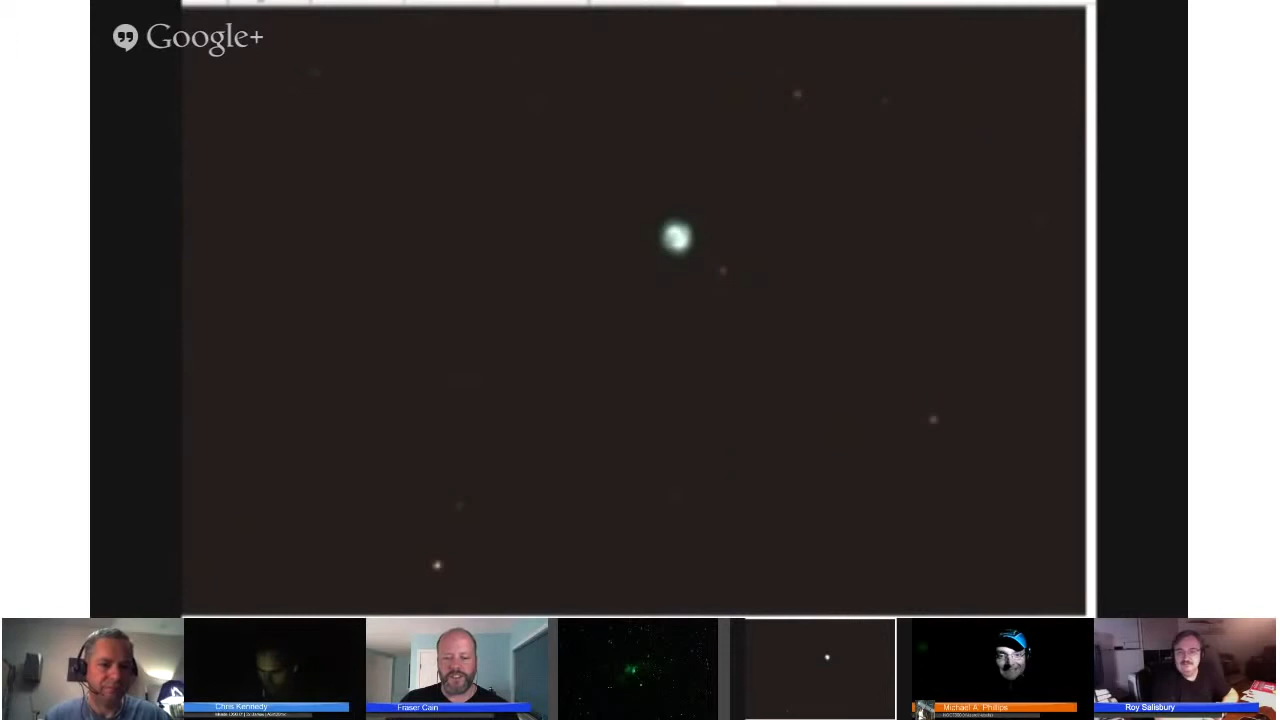 Google+
Chris Kennedy
Fraser Cain
Michael A. Phillips
Roy Salisbury